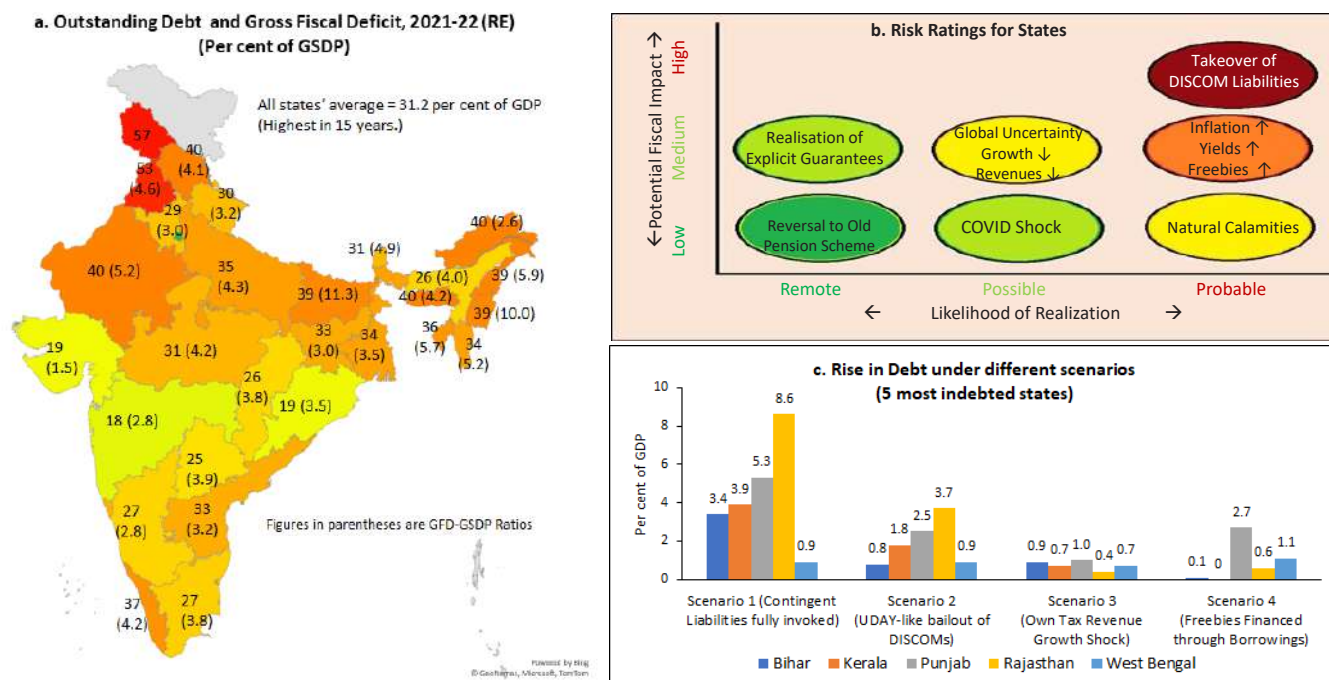 a. Outstanding Debt and Gross Fiscal Deficit, 2021-22 (RE)
(Per cent of GSDP)
All states' average = 31.2 per cent of GDP
(Highest in 15 years.)
57
40
(4.1)
53
(4.6)
30
(3.2)
29
(3.0)
40 (2.6)
31 (4.9)
40 (5.2)
35
(4.3)
26 (4.0)
39 (5.9)
39 (11.3)
40 (4.2)
39 (10.0)
19
(1.5)
31 (4.2)
33
(3.0)
34
(3.5)
36
(5.7)
34
(5.2)
26
(3.8)
19 (3.5)
18 (2.8)
25
(3.9)
27
(2.8)
33
(3.2)
Figures in parentheses are GFD-GSDP Ratios
37
(4.2)
27
(3.8)
Powered by Bing
© GeoNames, Microsoft, TomTom
b. Risk Ratings for States
←Potential Fiscal Impact →
High
Medium
Low
Takeover of
DISCOM Liabilities
Realisation of
Explicit Guarantees
Global Uncertainty
Growth ↓
Revenues ↓
Inflation ↑
Yields ↑
Freebies ↑
Reversal to Old
Pension Scheme
COVID Shock
Natural Calamities
Remote
Possible
Probable
← Likelihood of Realization →
c. Rise in Debt under different scenarios
(5 most indebted states)
Per cent of GDP
10
8
6
4
2
0
3.4
3.9
5.3
8.6
0.9
0.8
1.8
2.5
3.7
0.9
0.9
0.7
1.0
0.4
0.7
0.1
0
2.7
0.6
1.1
Scenario 1 (Contingent
Liabilities fully invoked)
Scenario 2
(UDAY-like bailout of
DISCOMs)
Scenario 3
(Own Tax Revenue
Growth Shock)
Scenario 4
(Freebies Financed
through Borrowings)
Bihar
Kerala
Punjab
Rajasthan
West Bengal